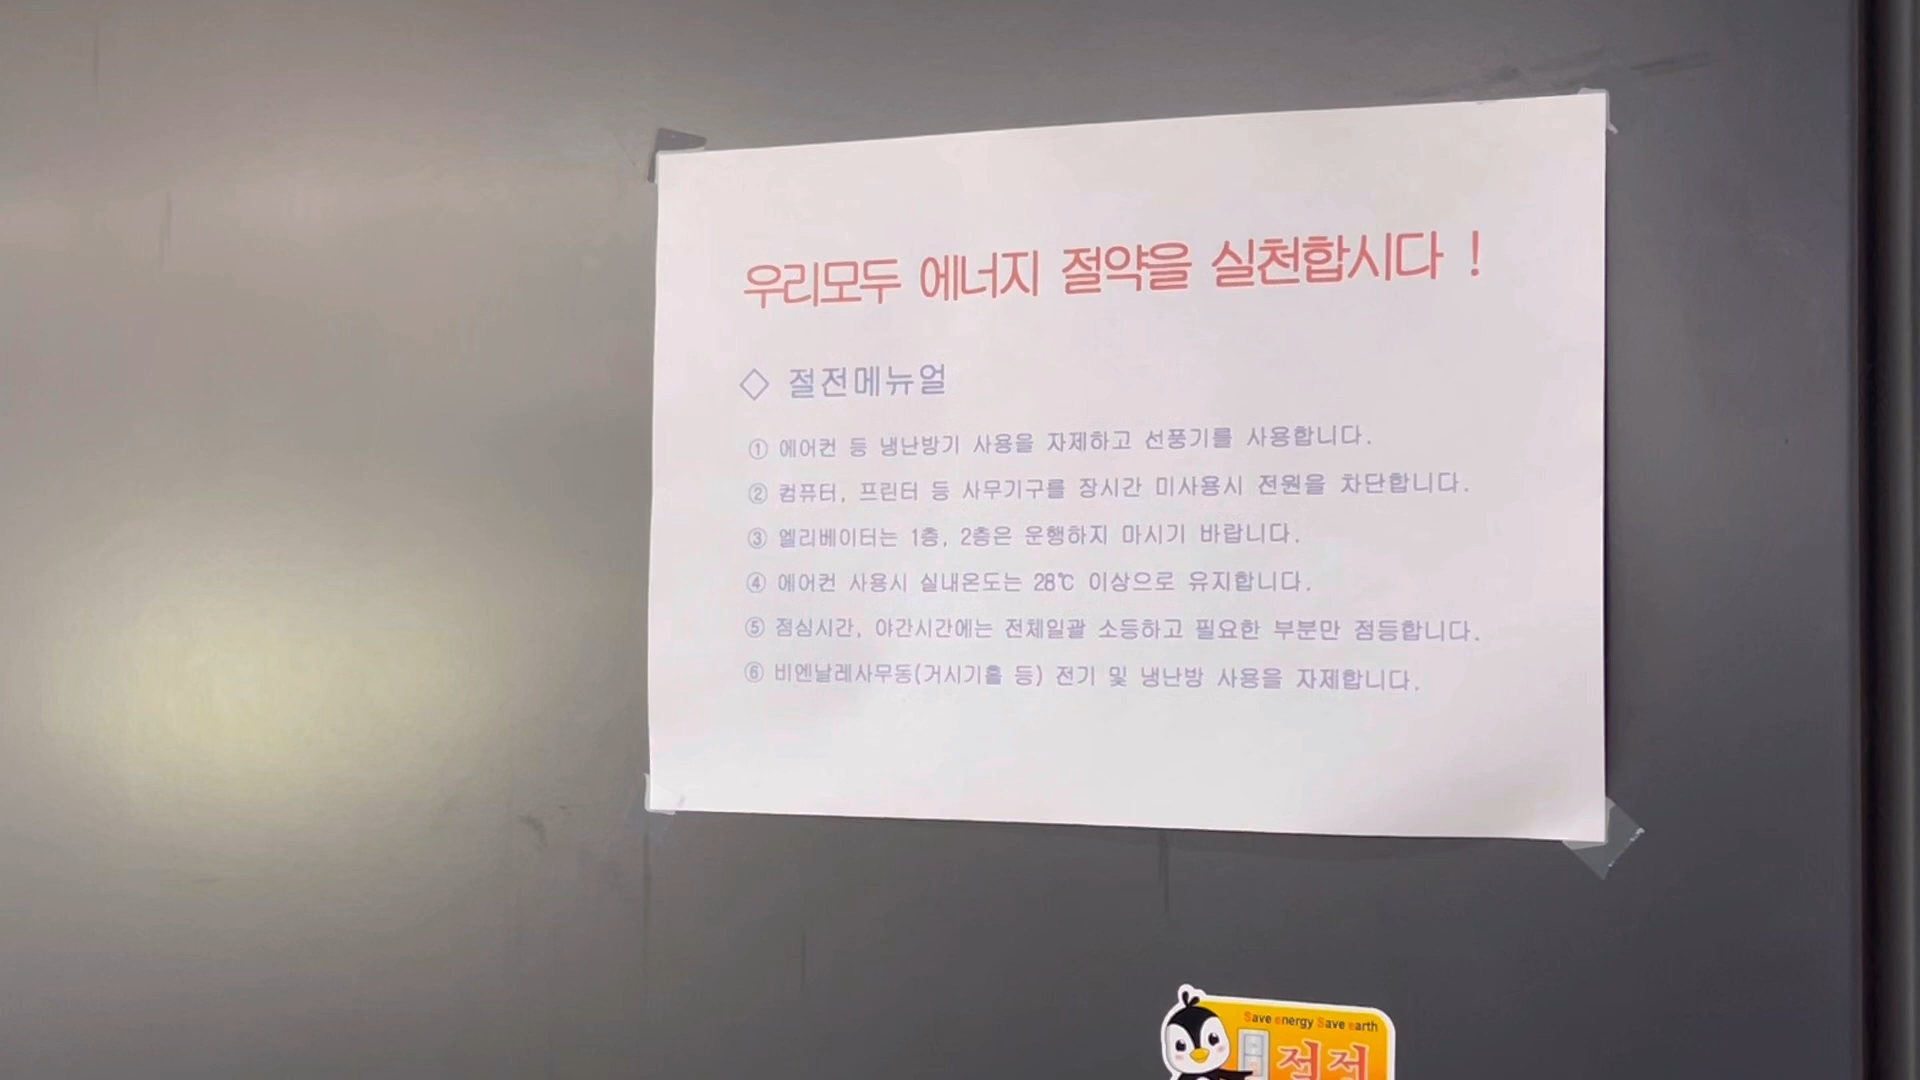 우리모두 에너지 절약을 실천합시다 !
◇ 절전메뉴얼
① 에어컨 등 냉난방기 사용을 자제하고 선풍기를 사용합니다.
② 컴퓨터, 프린터 등 사무기구를 장시간 미사용시 전원을 차단합니다.
③ 엘리베이터는 1층, 2층은 운행하지 마시기 바랍니다.
④ 에어컨 사용시 실내온도는 28℃ 이상으로 유지합니다.
⑤ 점심시간, 야간시간에는 전체일괄 소등하고 필요한 부분만 점등합니다.
⑥ 비엔날레사무동(거시기홀 등) 전기 및 냉난방 사용을 자제합니다.
Save energy Save earth
절전